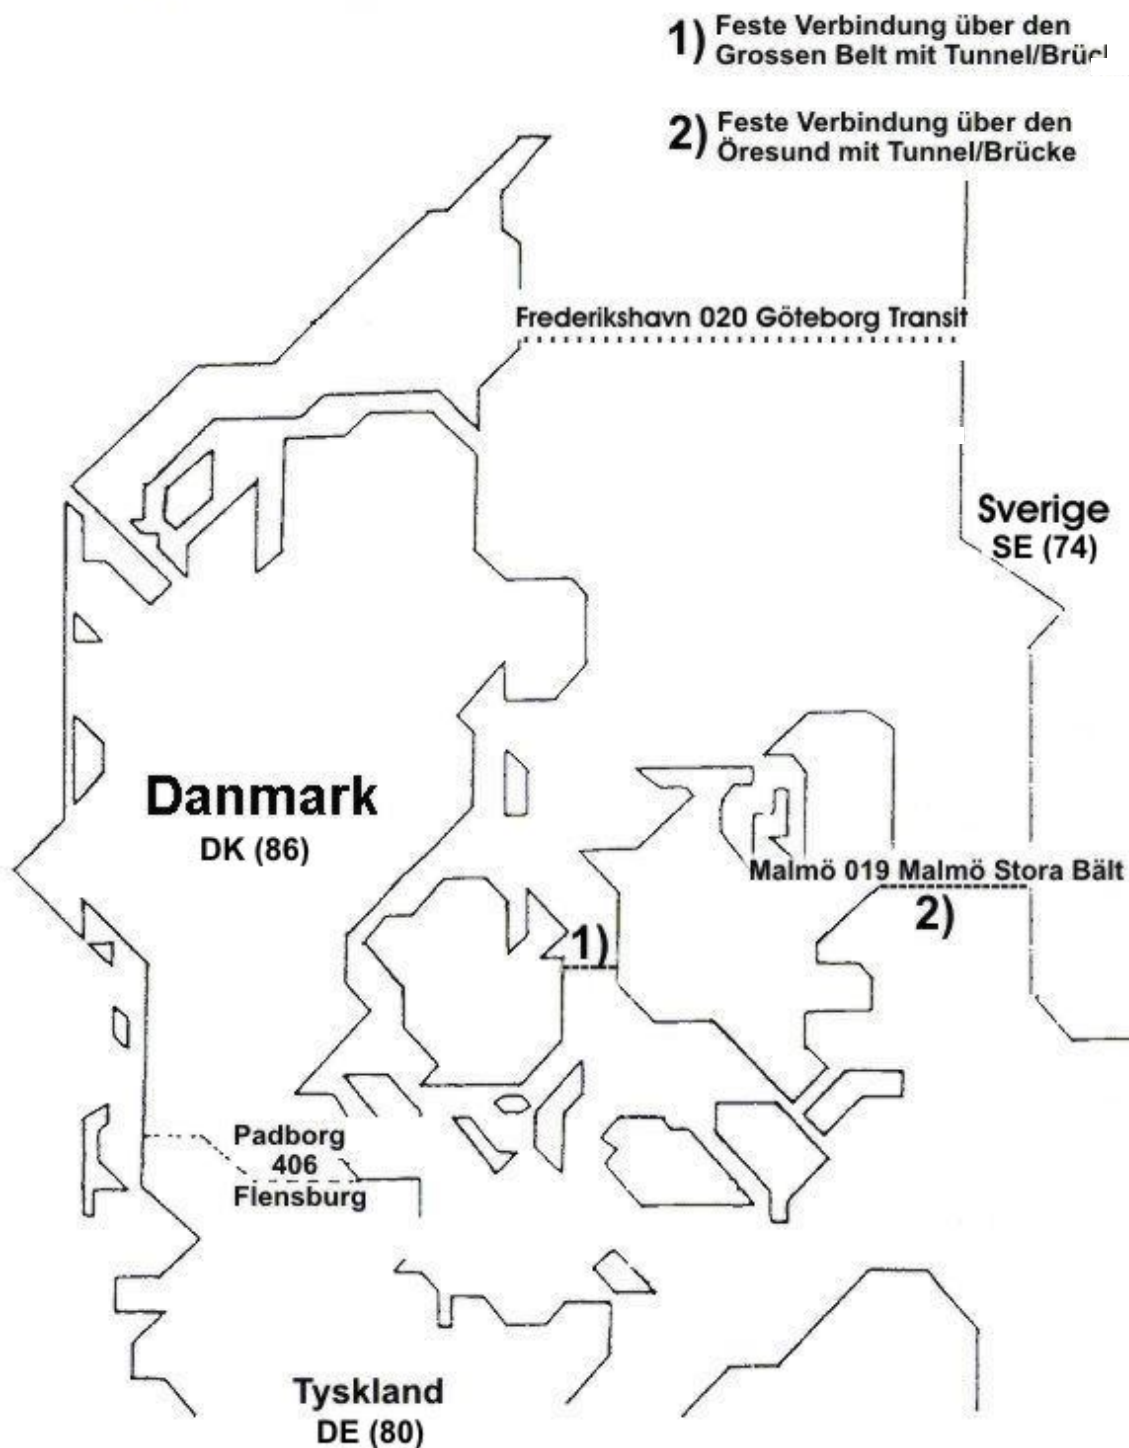 1) Feste Verbindung über den
Grossen Belt mit Tunnel/Brüc
2) Feste Verbindung über den
Öresund mit Tunnel/Brücke
Frederikshavn 020 Göteborg Transit
Sverige
SE (74)
Danmark
DK (86)
Malmö 019 Malmö Stora Bält
2)
1)
Padborg
406
Flensburg
Tyskland
DE (80)